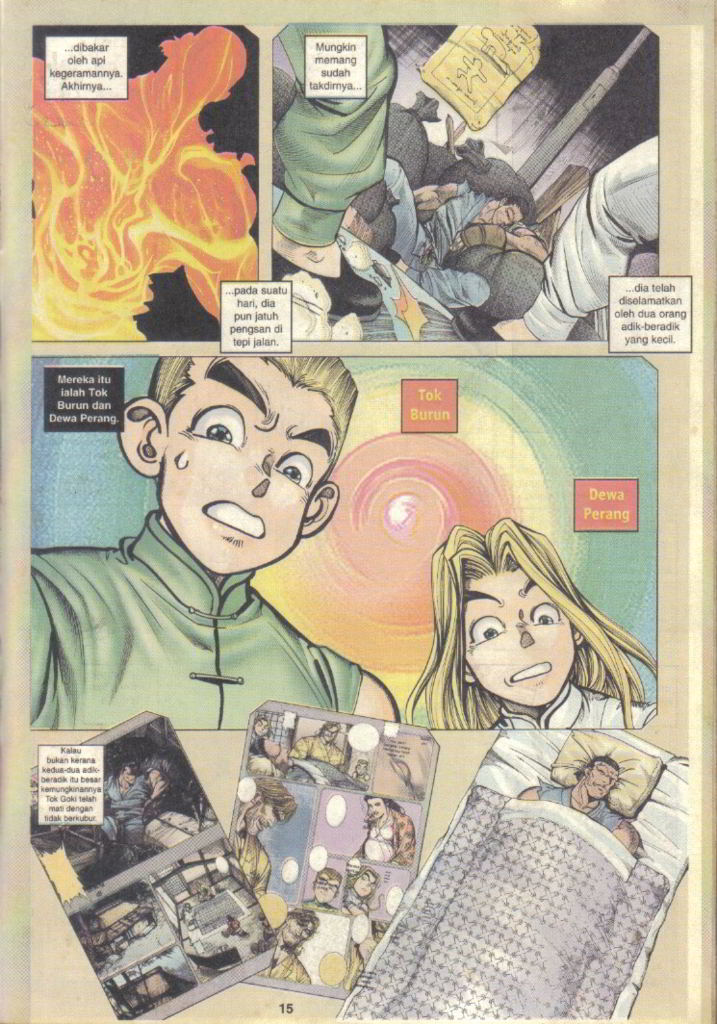 ...dibakar
oleh api
kegeramannya.
Akhirnya...
Mungkin
memang
sudah
takdirnya...
...pada suatu
hari, dia
pun jatuh
pengsan di
tepi jalan.
...dia telah
diselamatkan
oleh dua orang
adik-beradik
yang kecil.
Mereka itu
ialah Tok
Burun dan
Dewa Perang.
Tok
Burun
Dewa
Perang
Kalau
bukan kerana
kedua-dua adik-
beradik itu besar
kemungkinannya
Tok Goki telah
mati dengan
tidak berkubur.
15